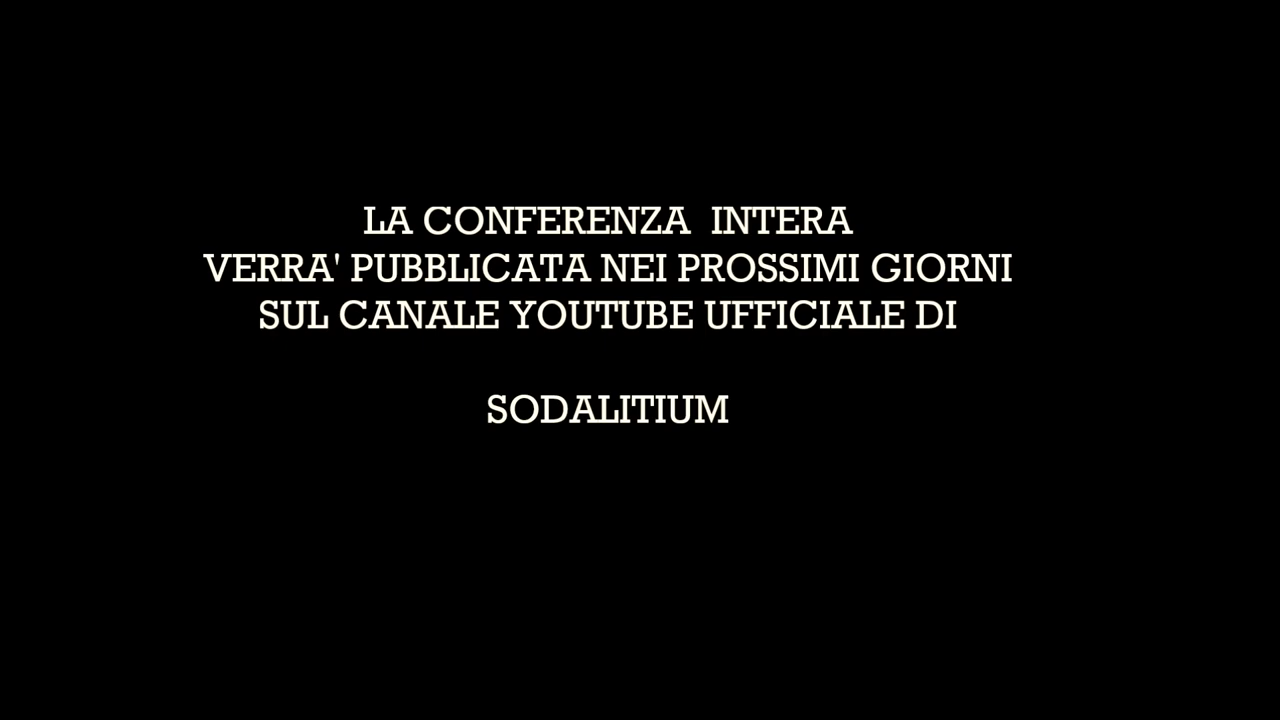 LA CONFERENZA  INTERA
VERRA' PUBBLICATA NEI PROSSIMI GIORNI
SUL CANALE YOUTUBE UFFICIALE DI
SODALITIUM